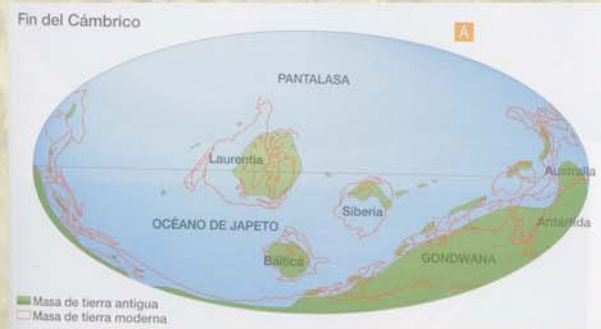 Fin del Cámbrico
A
PANTALASA
Laurentia
Australia
Siberia
OCÉANO DE JAPETO
Antártida
Báltica
GONDWANA
Masa de tierra antigua
Masa de tierra moderna